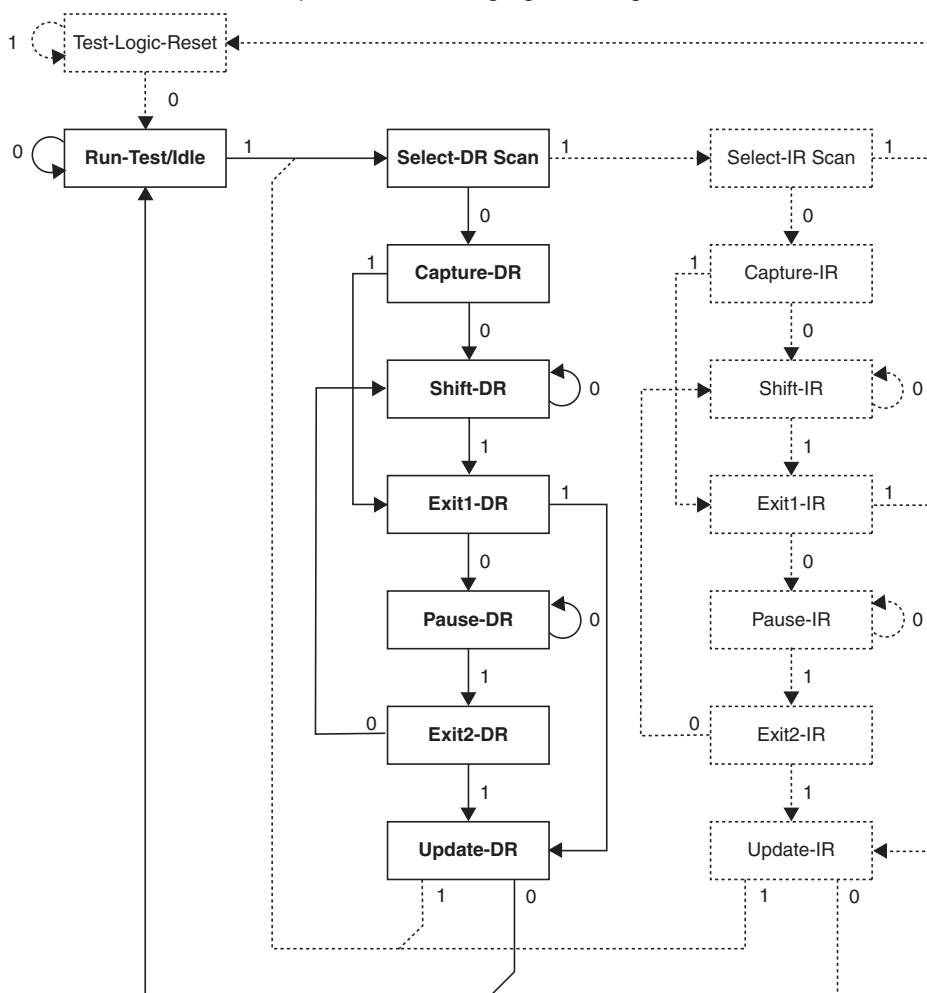 1
Test-Logic-Reset
0
0
Run-Test/Idle
1
Select-DR Scan
1
Select-IR Scan
1
0
0
1
Capture-DR
1
Capture-IR
0
0
Shift-DR
0
Shift-IR
0
1
1
Exit1-DR
1
Exit1-IR
1
0
0
Pause-DR
0
Pause-IR
0
1
1
0
Exit2-DR
0
Exit2-IR
1
1
Update-DR
Update-IR
1
0
1
0